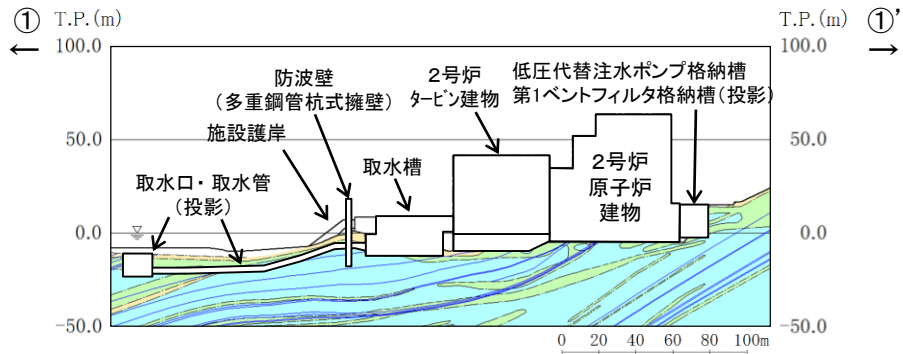 ① T.P.(m)
T.P.(m) ①’
100.0
100.0
50.0
50.0
0.0
0.0
-50.0
-50.0
防波壁
(多重鋼管杭式擁壁)
施設護岸
取水口・取水管
(投影)
取水槽
2号炉
タービン建物
低圧代替注水ポンプ格納槽
第1ベントフィルタ格納槽(投影)
2号炉
原子炉
建物
0 20 40 60 80 100m